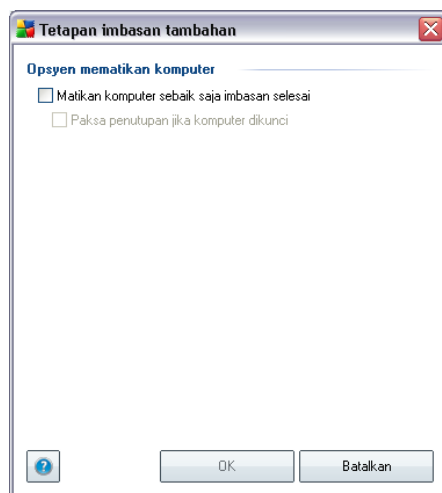 Tetapan imbasan tambahan
Opsyen mematikan komputer
Matikan komputer sebaik saja imbasan selesai
Paksa penutupan jika komputer dikunci
?
OK
Batalkan